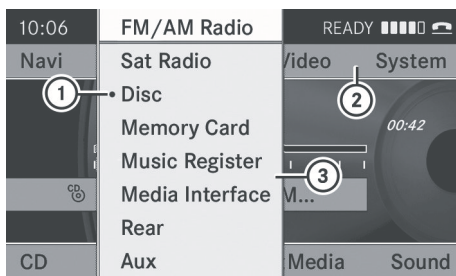 10:06 FM/AM Radio READY
Navi Sat Radio Video System
1 Disc 2
Memory Card 00:42
Music Register 3
CD Media Interface M...
Rear
CD Aux Media Sound